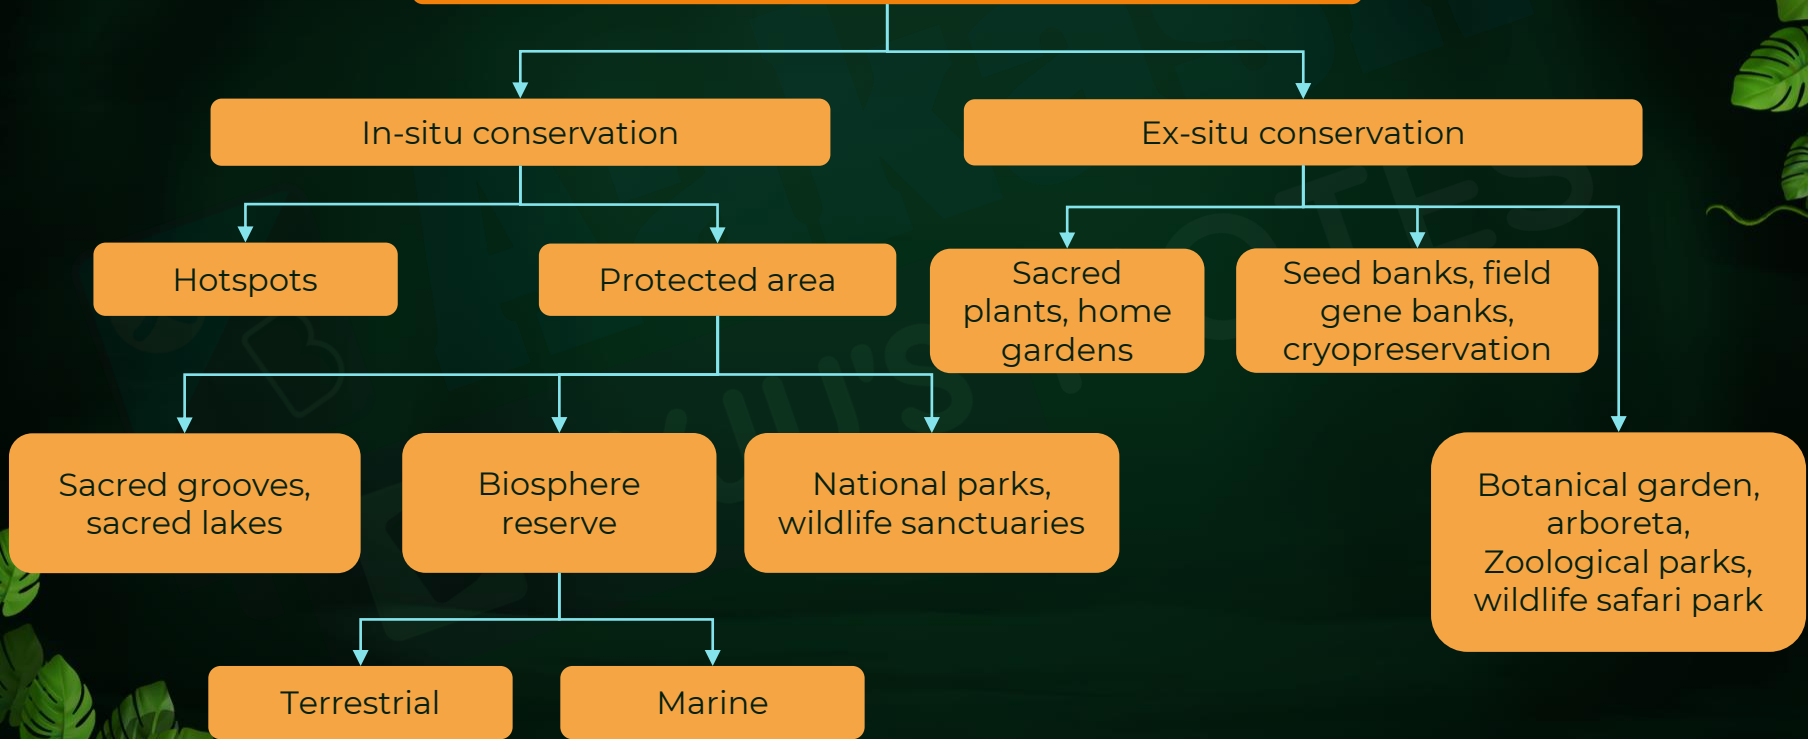 In-situ conservation
Ex-situ conservation
Hotspots
Protected area
Sacred
plants, home
gardens
Seed banks, field
gene banks,
cryopreservation
Sacred grooves,
sacred lakes
Biosphere
reserve
National parks,
wildlife sanctuaries
Botanical garden,
arboreta,
Zoological parks,
wildlife safari park
Terrestrial
Marine